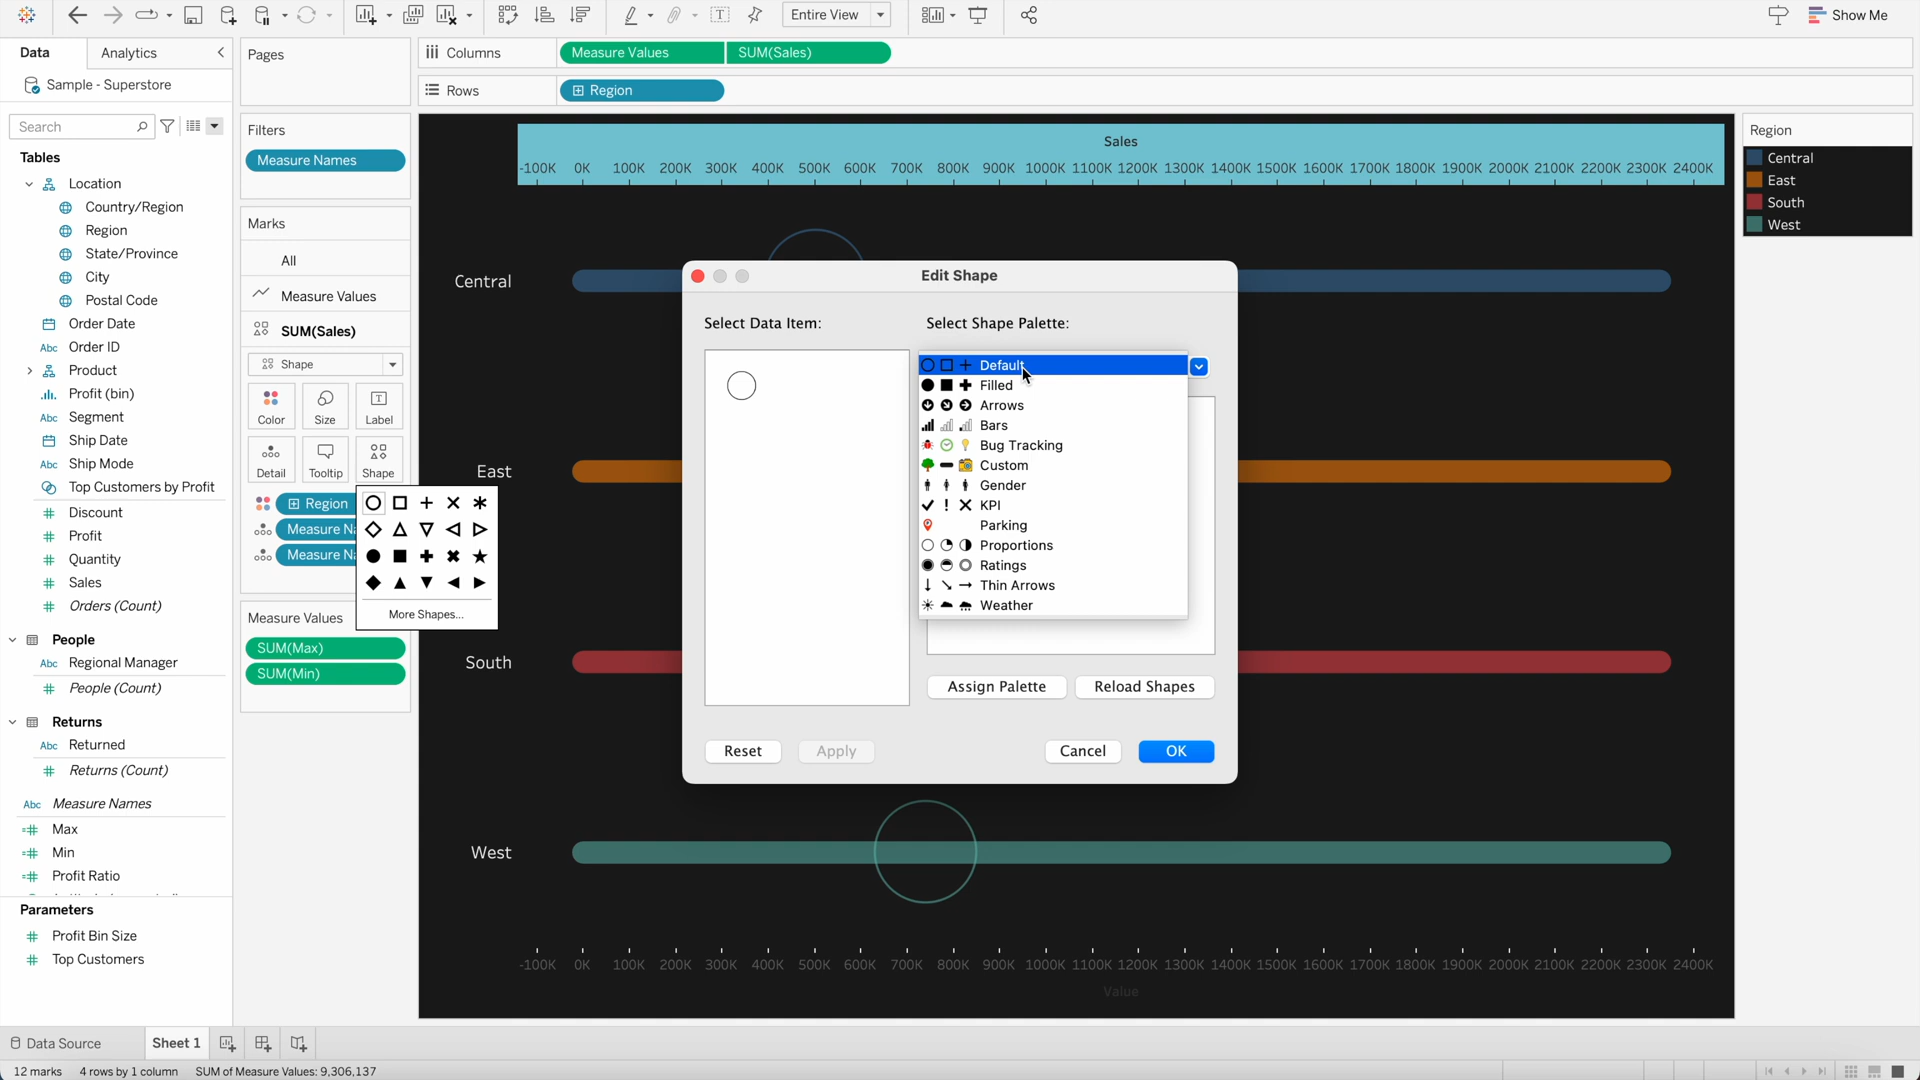 Entire View
Show Me
Data
Analytics
Pages
Columns
Measure Values
SUM(Sales)
Sample - Superstore
Rows
Region
Search
Filters
Measure Names
Tables
Location
Country/Region
Region
State/Province
City
Postal Code
Order Date
Abc Order ID
Product
Profit (bin)
Abc Segment
Ship Date
Abc Ship Mode
Top Customers by Profit
Discount
Profit
Quantity
Sales
Orders (Count)
People
Abc Regional Manager
People (Count)
Returns
Abc Returned
Returns (Count)
Abc Measure Names
Max
Min
Profit Ratio
Parameters
Profit Bin Size
Top Customers
Marks
All
Measure Values
SUM(Sales)
Shape
Color
Size
Label
Detail
Tooltip
Shape
Region
Measure Na
Measure Na
More Shapes...
Measure Values
SUM(Max)
SUM(Min)
Sales
-100K 0K 100K 200K 300K 400K 500K 600K 700K 800K 900K 1000K 1100K 1200K 1300K 1400K 1500K 1600K 1700K 1800K 1900K 2000K 2100K 2200K 2300K 2400K
Central
East
South
West
Edit Shape
Select Data Item:
Select Shape Palette:
Default
Filled
Arrows
Bars
Bug Tracking
Custom
Gender
KPI
Parking
Proportions
Ratings
Thin Arrows
Weather
Assign Palette
Reload Shapes
Reset
Apply
Cancel
OK
-100K 0K 100K 200K 300K 400K 500K 600K 700K 800K 900K 1000K 1100K 1200K 1300K 1400K 1500K 1600K 1700K 1800K 1900K 2000K 2100K 2200K 2300K 2400K
Value
Region
Central
East
South
West
Data Source
Sheet 1
12 marks
4 rows by 1 column
SUM of Measure Values: 9,306,137